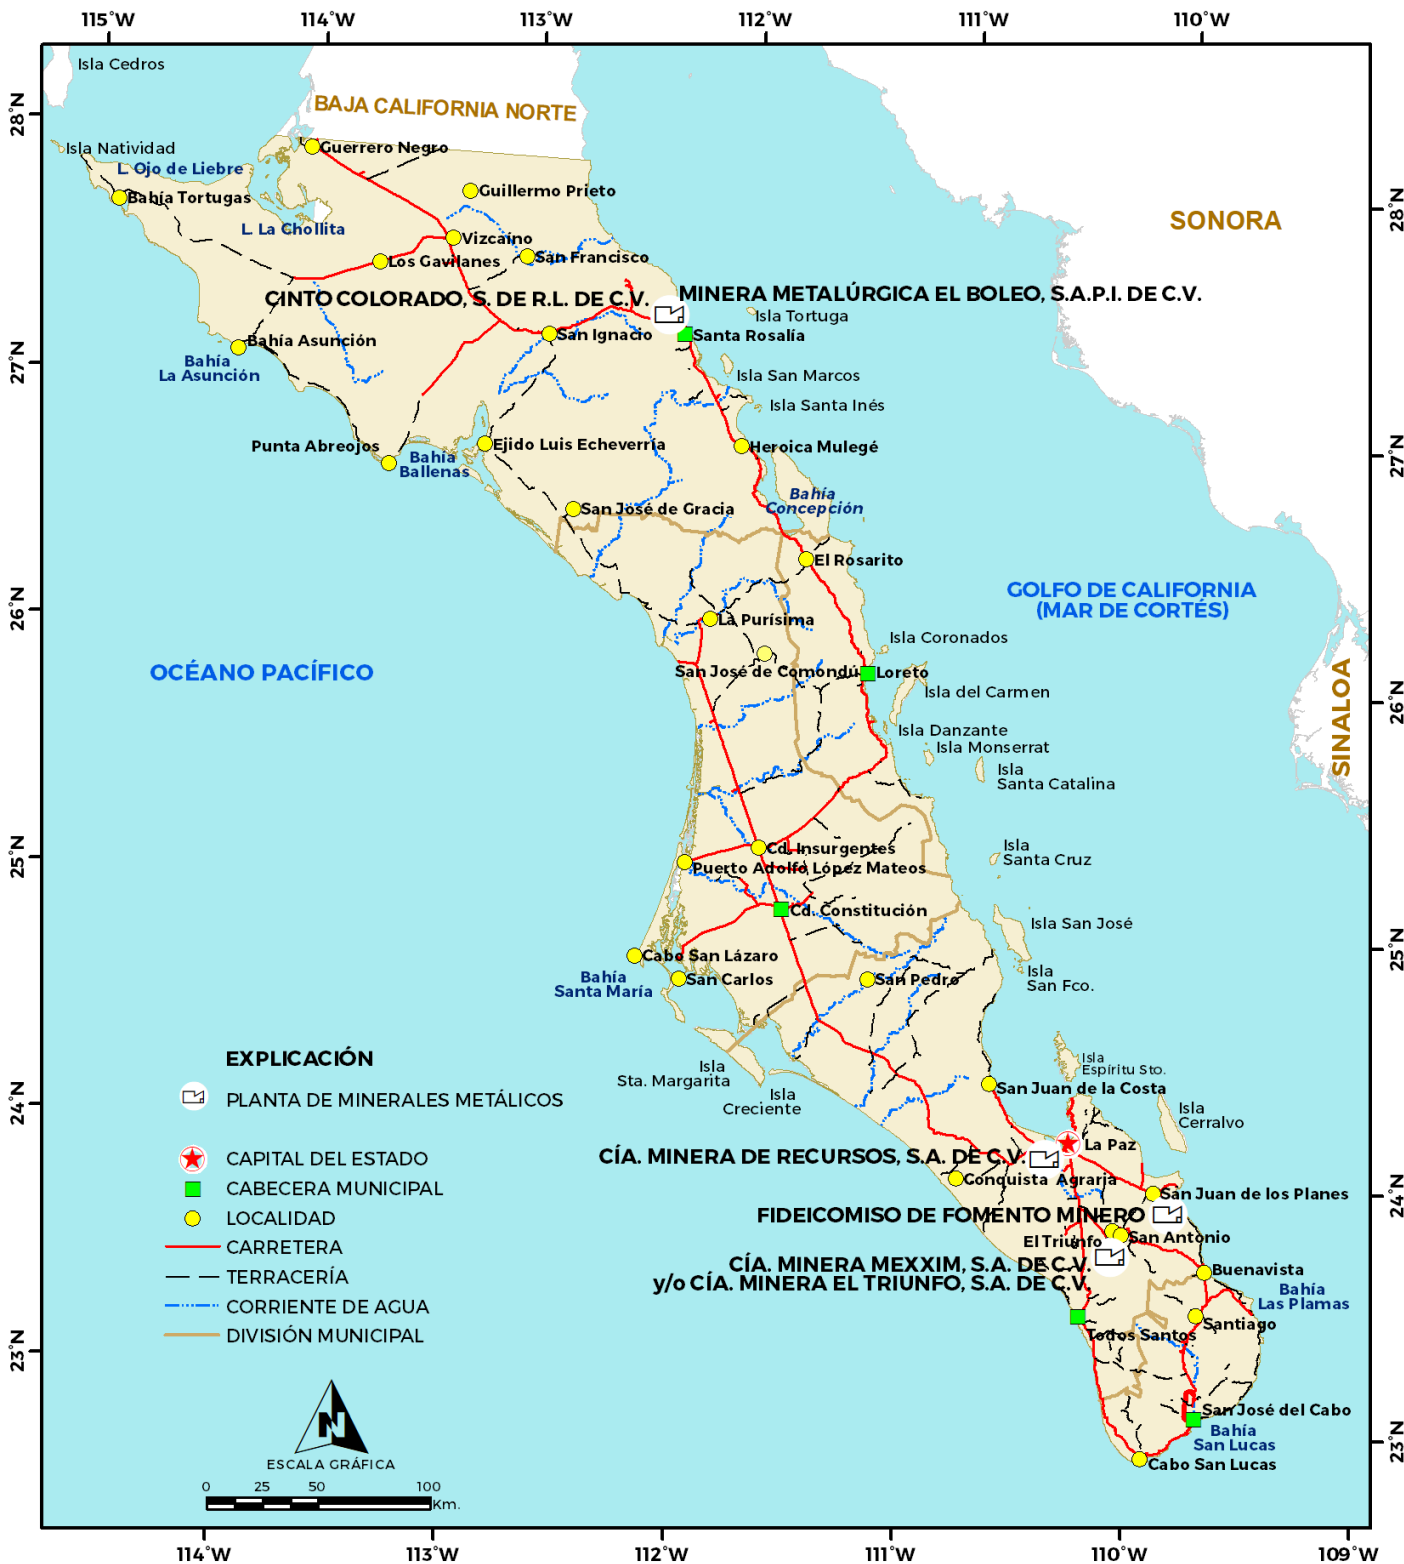 115°W
114°W
113°W
112°W
111°W
110°W
Isla Cedros
BAJA CALIFORNIA NORTE
28°N
Guerrero Negro
Isla Natividad
L. Ojo de Liebre
Guillermo Prieto
Bahía Tortugas
28°N
SONORA
L. La Chollita
Vizcaíno
Los Gavilanes
San Francisco
CINTO COLORADO, S. DE R.L. DE C.V.
MINERA METALÚRGICA EL BOLEO, S.A.P.I. DE C.V.
Isla Tortuga
San Ignacio
Santa Rosalía
Bahía Asunción
27°N
Bahía
La Asunción
Isla San Marcos
Isla Santa Inés
Punta Abreojos
Ejido Luis Echeverría
Heroica Mulegé
27°N
Bahía
Ballenas
Bahía
Concepción
San José de Gracia
El Rosarito
GOLFO DE CALIFORNIA
(MAR DE CORTÉS)
26°N
La Purísima
Isla Coronados
OCÉANO PACÍFICO
San José de Comondú
Loreto
SINALOA
Isla del Carmen
26°N
Isla Danzante
Isla Monserrat
Isla
Santa Catalina
25°N
Cd. Insurgentes
Isla
Santa Cruz
Puerto Adolfo López Mateos
Cd. Constitución
Isla San José
25°N
Cabo San Lázaro
Bahía
Santa María
San Carlos
San Pedro
Isla
San Fco.
EXPLICACIÓN
PLANTA DE MINERALES METÁLICOS
CAPITAL DEL ESTADO
CABECERA MUNICIPAL
LOCALIDAD
CARRETERA
TERRACERÍA
CORRIENTE DE AGUA
DIVISIÓN MUNICIPAL
Isla
Sta. Margarita
Isla
Creciente
Isla
Espíritu Sto.
San Juan de la Costa
24°N
Isla
Cerralvo
La Paz
CÍA. MINERA DE RECURSOS, S.A. DE C.V.
Conquista Agraria
San Juan de los Planes
24°N
FIDEICOMISO DE FOMENTO MINERO
El Triunfo
San Antonio
CÍA. MINERA MEXXIM, S.A. DE C.V.
y/o CÍA. MINERA EL TRIUNFO, S.A. DE C.V.
Buenavista
Bahía
Las Plamas
Santiago
Todos Santos
23°N
San José del Cabo
Bahía
San Lucas
23°N
Cabo San Lucas
N
ESCALA GRÁFICA
0 25 50 100
Km.
114°W
113°W
112°W
111°W
110°W
109°W